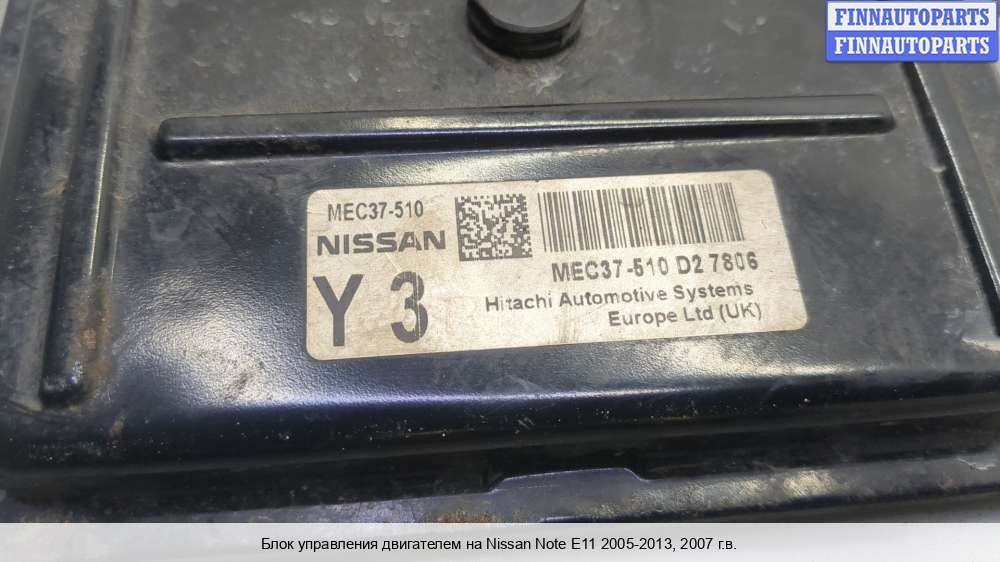 FINNAUTOPARTS
FINNAUTOPARTS
MEC37-510
NISSAN
Y 3
MEC37-510 D2 7806
Hitachi Automotive Systems
Europe Ltd (UK)
Блок управления двигателем на Nissan Note E11 2005-2013, 2007 г.в.